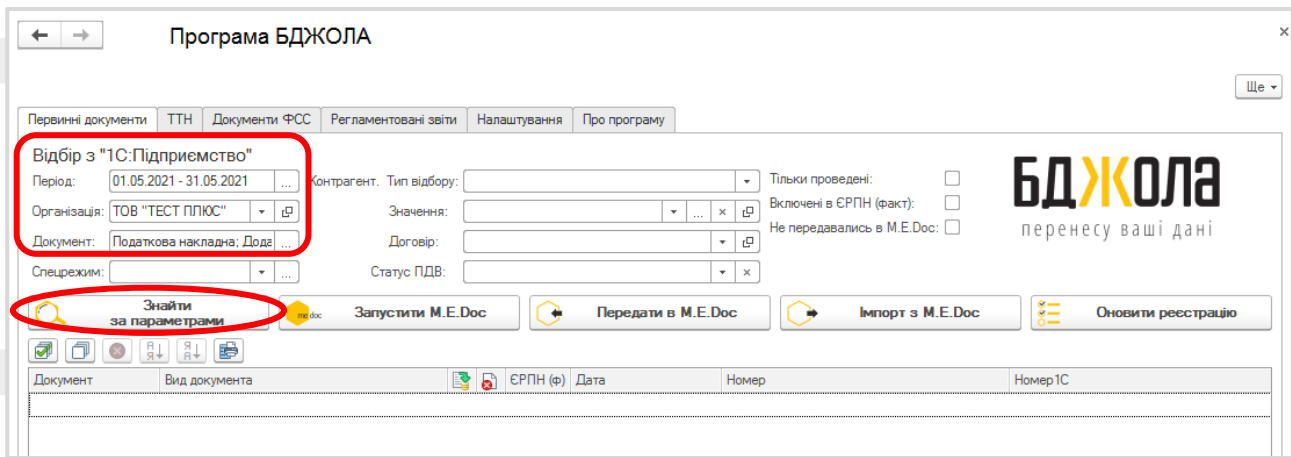 Програма БДЖОЛА
Ще
Первинні документи ТТН Документи ФСС Регламентовані звіти Налаштування Про програму
Відбір з "1С:Підприємство"
Період: 01.05.2021 - 31.05.2021 ... Контрагент. Тип відбору: Тільки проведені:
Організація: ТОВ "ТЕСТ ПЛЮС" Значення: ... Включені в ЄРПН (факт):
Документ: Податкова накладна; Дода ... Договір: Не передавались в M.E.Doc:
Спецрежим: ... Статус ПДВ:
БДЖОЛА
перенесу ваші дані
Знайти
за параметрами
me doc Запустити M.E.Doc Передати в M.E.Doc Імпорт з M.E.Doc Оновити реєстрацію
Документ Вид документа ЄРПН (ф) Дата Номер Номер1С